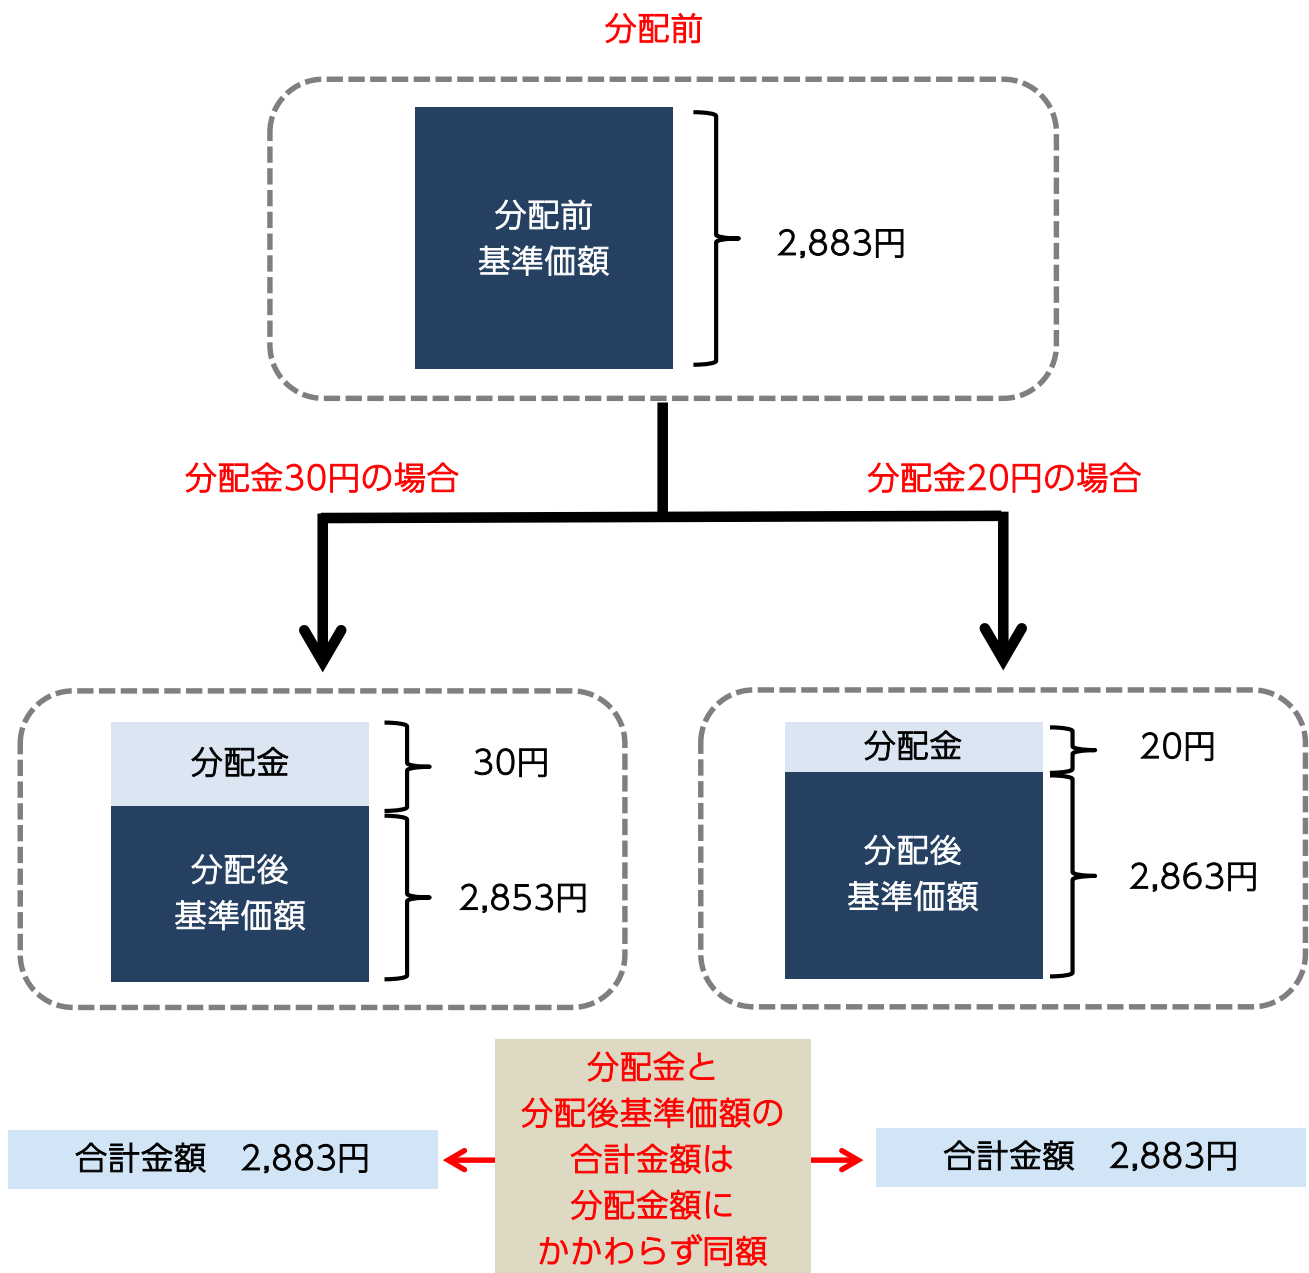 分配前
分配前
基準価額
2,883円
分配金30円の場合
分配金20円の場合
分配金
30円
分配後
基準価額
2,853円
分配金
20円
分配後
基準価額
2,863円
分配金と
分配後基準価額の
合計金額は
分配金額に
かかわらず同額
合計金額　2,883円
合計金額　2,883円